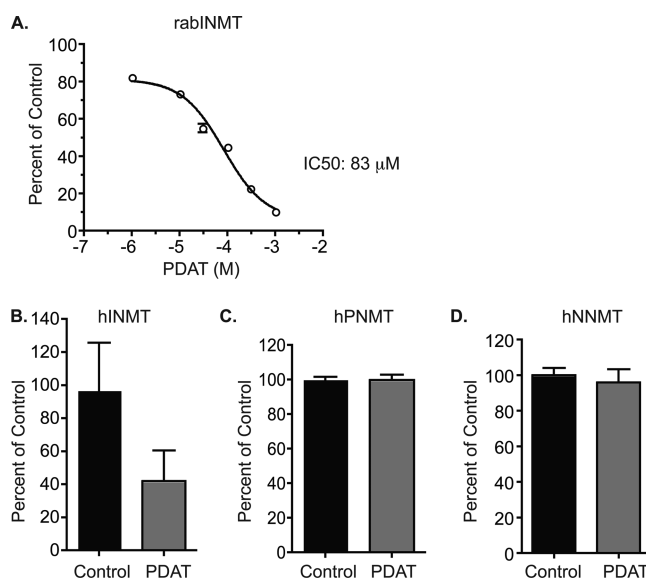 A.
rabINMT
100
80
60
40
20
0
Percent of Control
-7 -6 -5 -4 -3 -2
PDAT (M)
IC50: 83 μM
B. hINMT
140
120
100
80
60
40
20
0
Percent of Control
Control PDAT
C. hPNMT
120
100
80
60
40
20
0
Percent of Control
Control PDAT
D. hNNMT
120
100
80
60
40
20
0
Percent of Control
Control PDAT